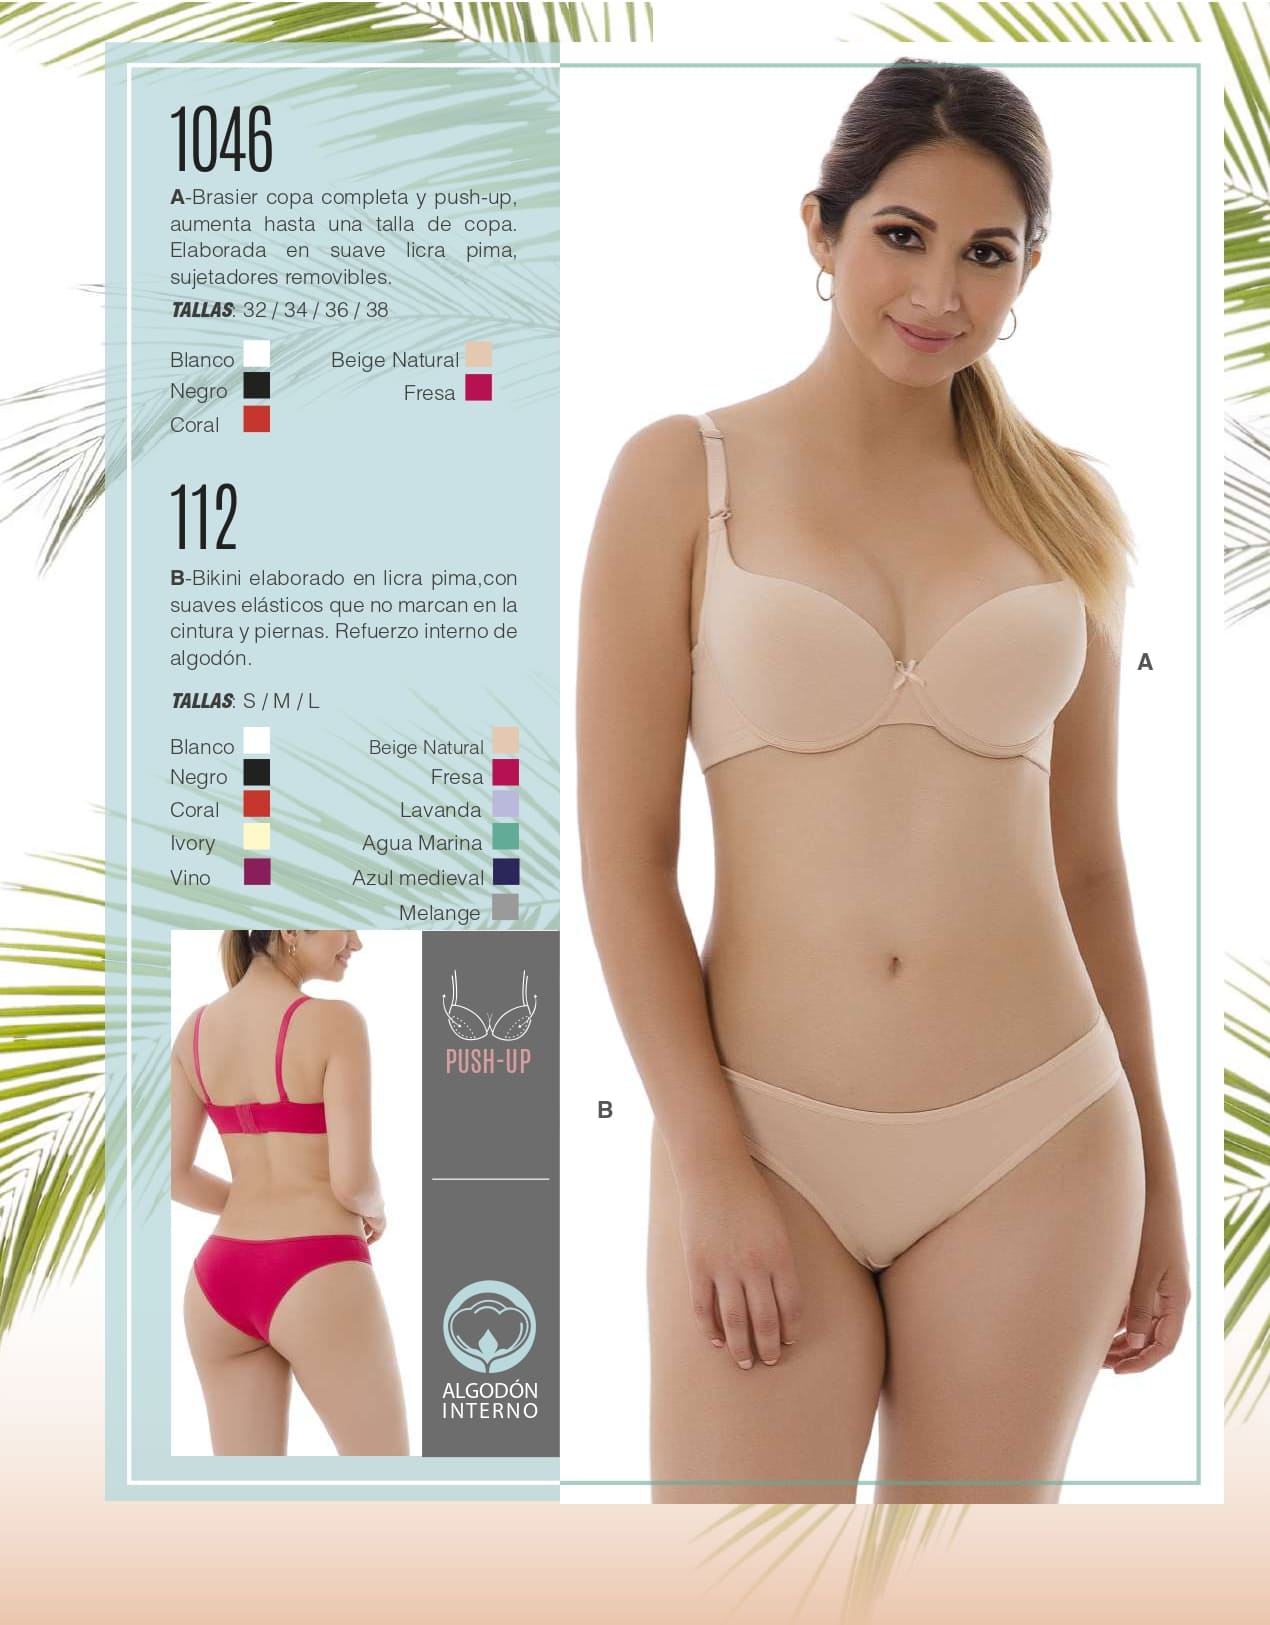 1046
A-Brasier copa completa y push-up,
aumenta hasta una talla de copa.
Elaborada en suave licra pima,
sujetadores removibles.
TALLAS: 32 / 34 / 36 / 38
Blanco
Negro
Coral
Beige Natural
Fresa
112
B-Bikini elaborado en licra pima,con
suaves elásticos que no marcan en la
cintura y piernas. Refuerzo interno de
algodón.
TALLAS: S / M / L
Blanco
Negro
Coral
Ivory
Vino
Beige Natural
Fresa
Lavanda
Agua Marina
Azul medieval
Melange
PUSH-UP
ALGODÓN
INTERNO
A
B